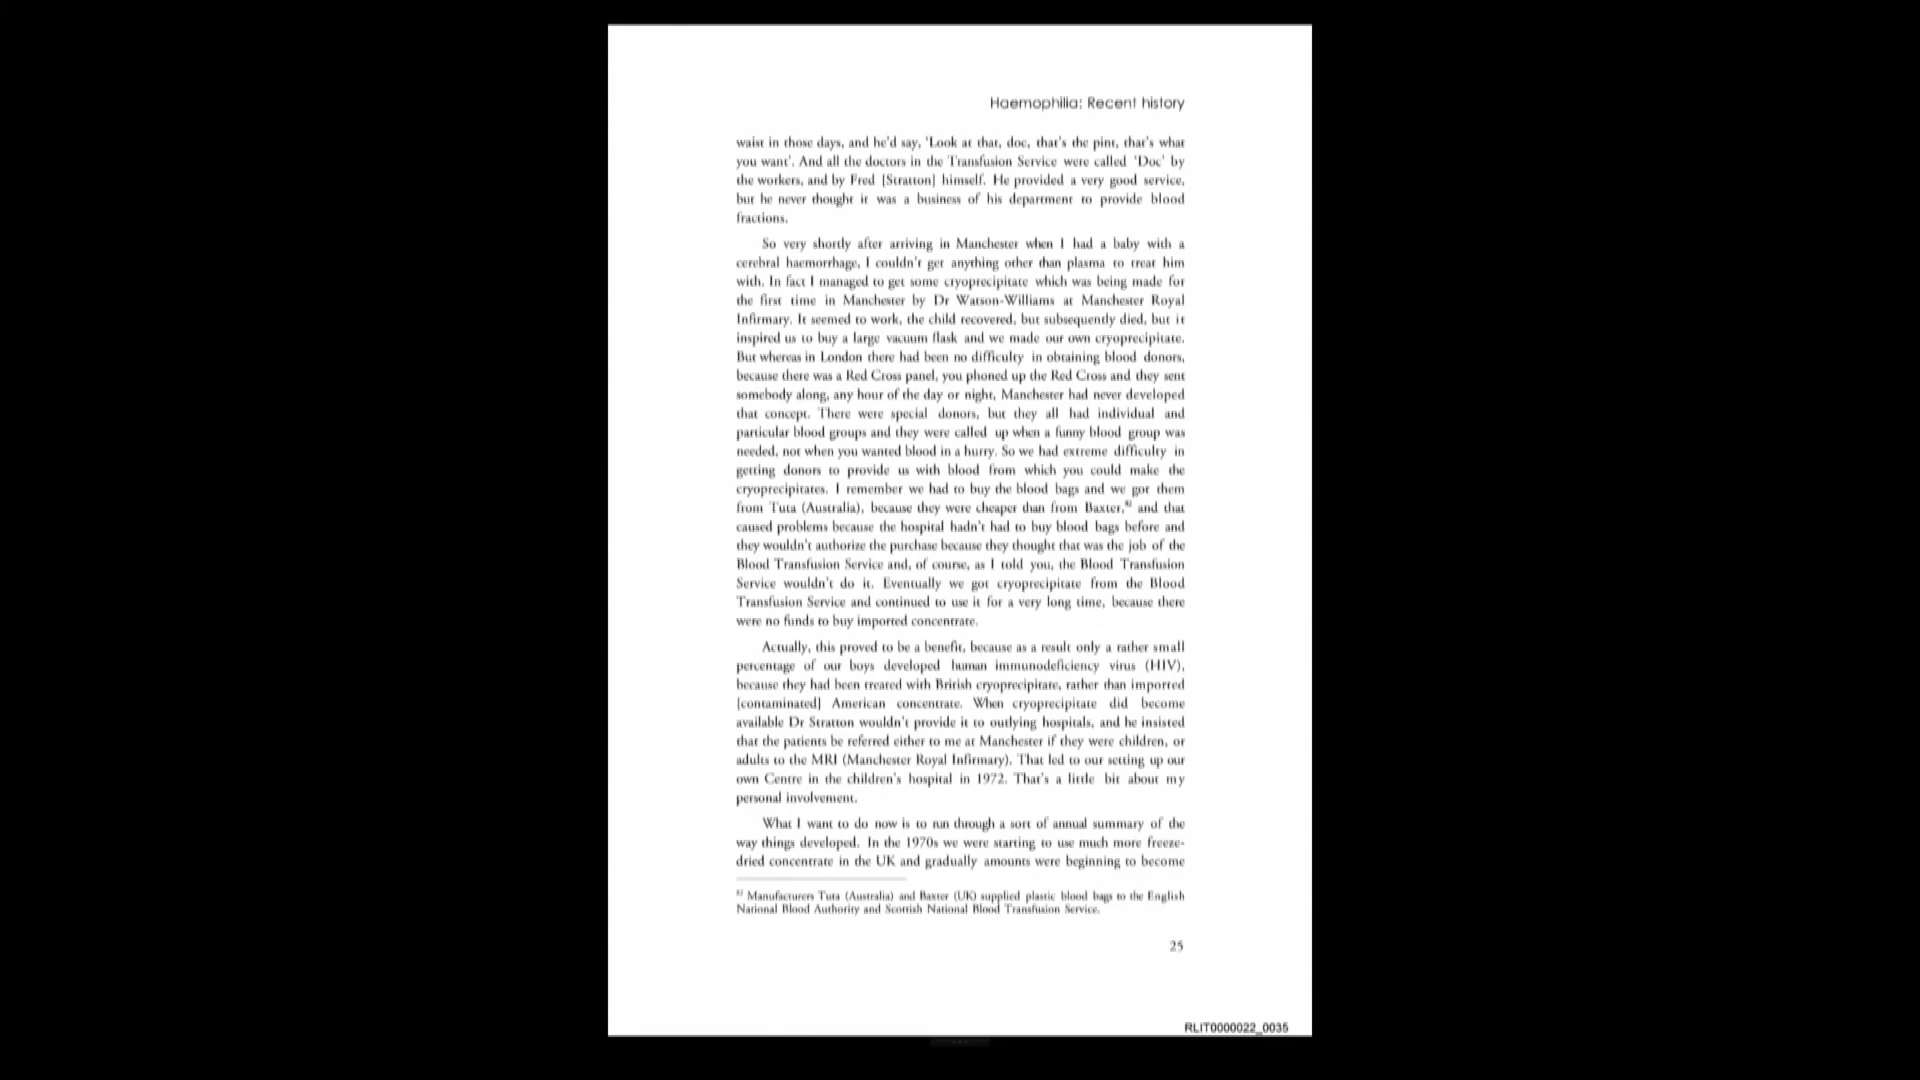 Haemophilia: Recent history
waist in those days, and he'd say, 'Look at that, doc, that's the pint, that's what
you want'. And all the doctors in the Transfusion Service were called 'Doc' by
the workers, and by Fred [Stratton] himself. He provided a very good service,
but he never thought it was a business of his department to provide blood
fractions.
So very shortly after arriving in Manchester when I had a baby with a
cerebral haemorrhage, I couldn't get anything other than plasma to treat him
with. In fact I managed to get some cryoprecipitate which was being made for
the first time in Manchester by Dr Watson-Williams at Manchester Royal
Infirmary. It seemed to work, the child recovered, but subsequently died, but it
inspired us to buy a large vacuum flask and we made our own cryoprecipitate.
But whereas in London there had been no difficulty in obtaining blood donors,
because there was a Red Cross panel, you phoned up the Red Cross and they sent
somebody along, any hour of the day or night, Manchester had never developed
that concept. There were special donors, but they all had individual and
particular blood groups and they were called up when a funny blood group was
needed, not when you wanted blood in a hurry. So we had extreme difficulty in
getting donors to provide us with blood from which you could make the
cryoprecipitates. I remember we had to buy the blood bags and we got them
from Tuta (Australia), because they were cheaper than from Baxter, and that
caused problems because the hospital hadn't had to buy blood bags before and
they wouldn't authorize the purchase because they thought that was the job of the
Blood Transfusion Service and, of course, as I told you, the Blood Transfusion
Service wouldn't do it. Eventually we got cryoprecipitate from the Blood
Transfusion Service and continued to use it for a very long time, because there
were no funds to buy imported concentrate.
Actually, this proved to be a benefit, because as a result only a rather small
percentage of our boys developed human immunodeficiency virus (HIV),
because they had been treated with British cryoprecipitate, rather than imported
[contaminated] American concentrate. When cryoprecipitate did become
available Dr Stratton wouldn't provide it to outlying hospitals, and he insisted
that the patients be referred either to me at Manchester if they were children, or
adults to the MRI (Manchester Royal Infirmary). That led to our setting up our
own Centre in the children's hospital in 1972. That's a little bit about my
personal involvement.
What I want to do now is to run through a sort of annual summary of the
way things developed. In the 1970s we were starting to use much more freeze-
dried concentrate in the UK and gradually amounts were beginning to become
Manufacturers Tuta (Australia) and Baxter (UK) supplied plastic blood bags to the English
National Blood Authority and Scottish National Blood Transfusion Service.
25
RLIT0000022_0035